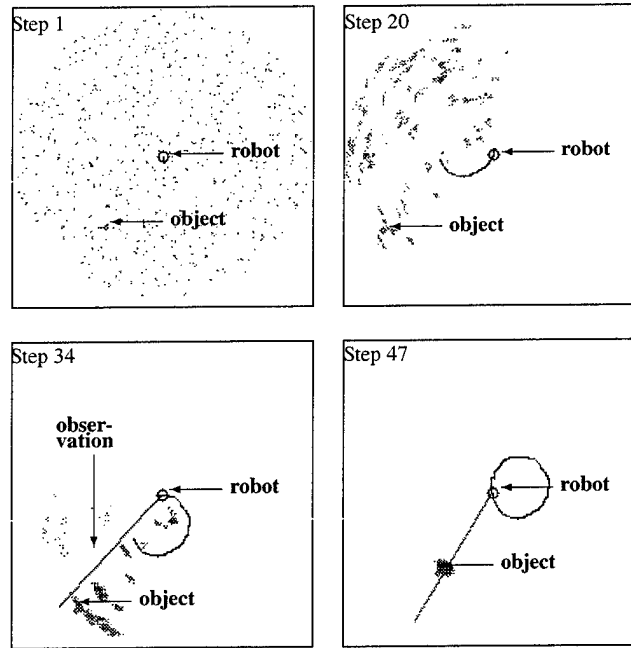 Step 1
robot
object
Step 20
robot
object
Step 34
obser-
vation
robot
object
Step 47
robot
object